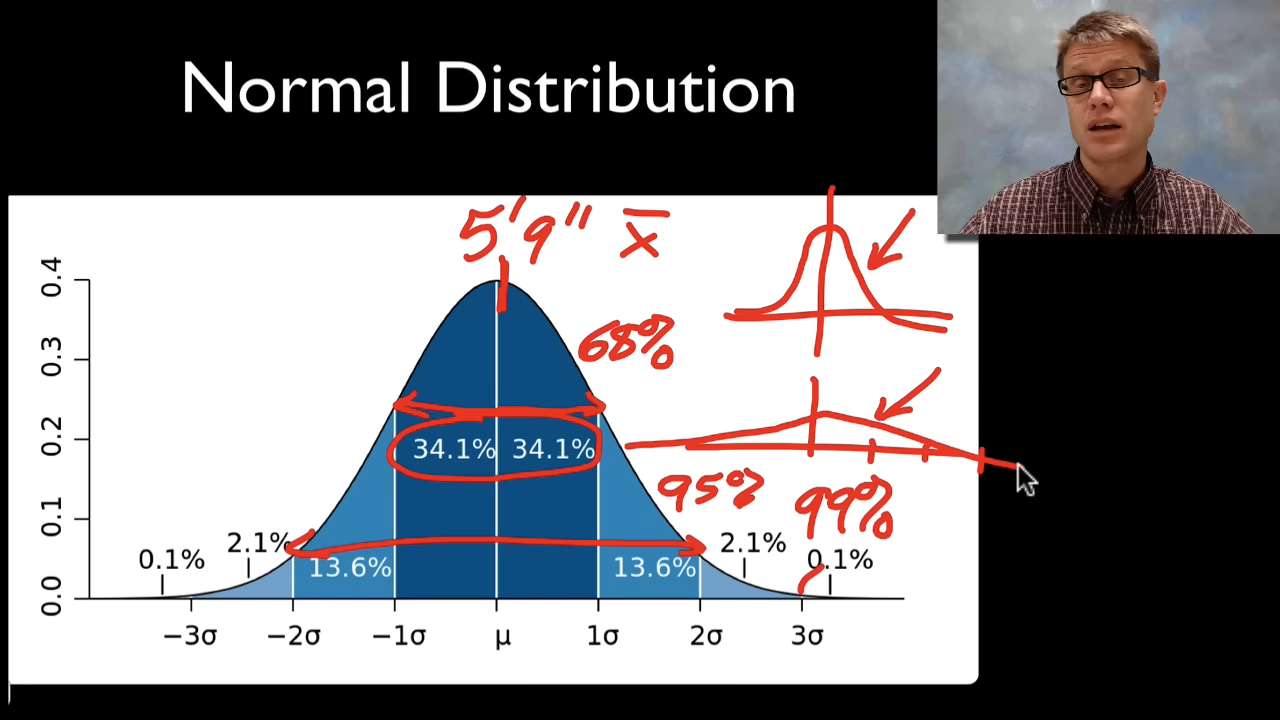 Normal Distribution
5'9" x̅
0.4
0.3
0.2
0.1
0.0
68%
34.1% 34.1%
95% 99%
0.1% 2.1% 13.6% 13.6% 2.1% 0.1%
−3σ −2σ −1σ μ 1σ 2σ 3σ